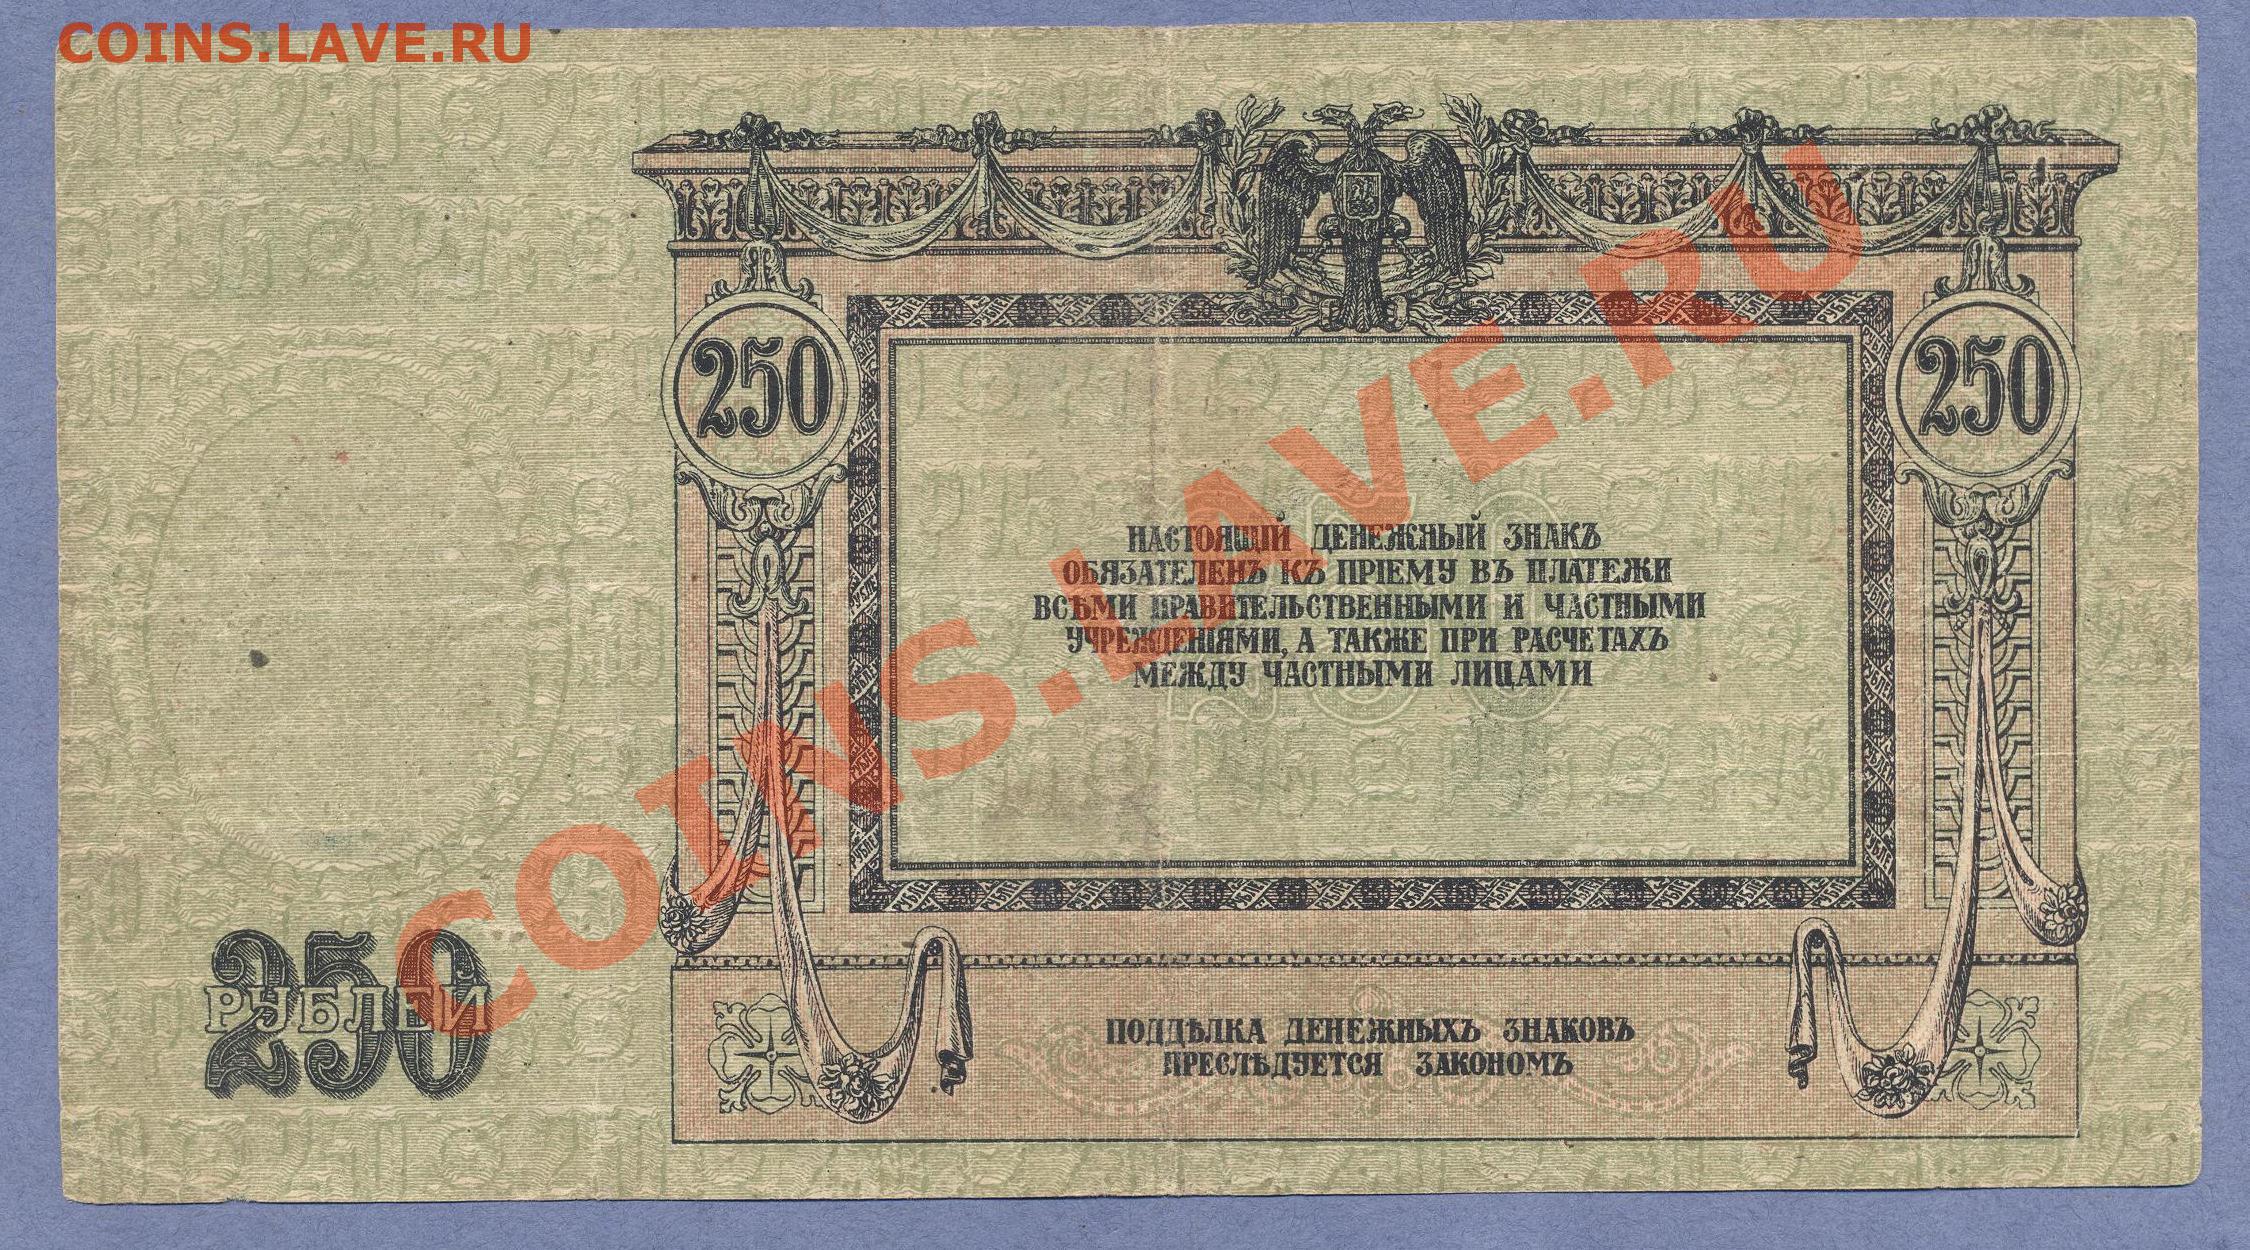 COINS.LAVE.RU
250
250
НАСТОЯЩІЙ ДЕНЕЖНЫЙ ЗНАКЪ
ОБЯЗАТЕЛЕНЪ КЪ ПРІЕМУ ВЪ ПЛАТЕЖИ
ВСѢМИ ПРАВИТЕЛЬСТВЕННЫМИ И ЧАСТНЫМИ
УЧРЕЖДЕНІЯМИ, А ТАКЖЕ ПРИ РАСЧЕТАХЪ
МЕЖДУ ЧАСТНЫМИ ЛИЦАМИ
COINS.LAVE.RU
250
РУБЛЕЙ
ПОДДѢЛКА ДЕНЕЖНЫХЪ ЗНАКОВЪ
ПРЕСЛѢДУЕТСЯ ЗАКОНОМЪ